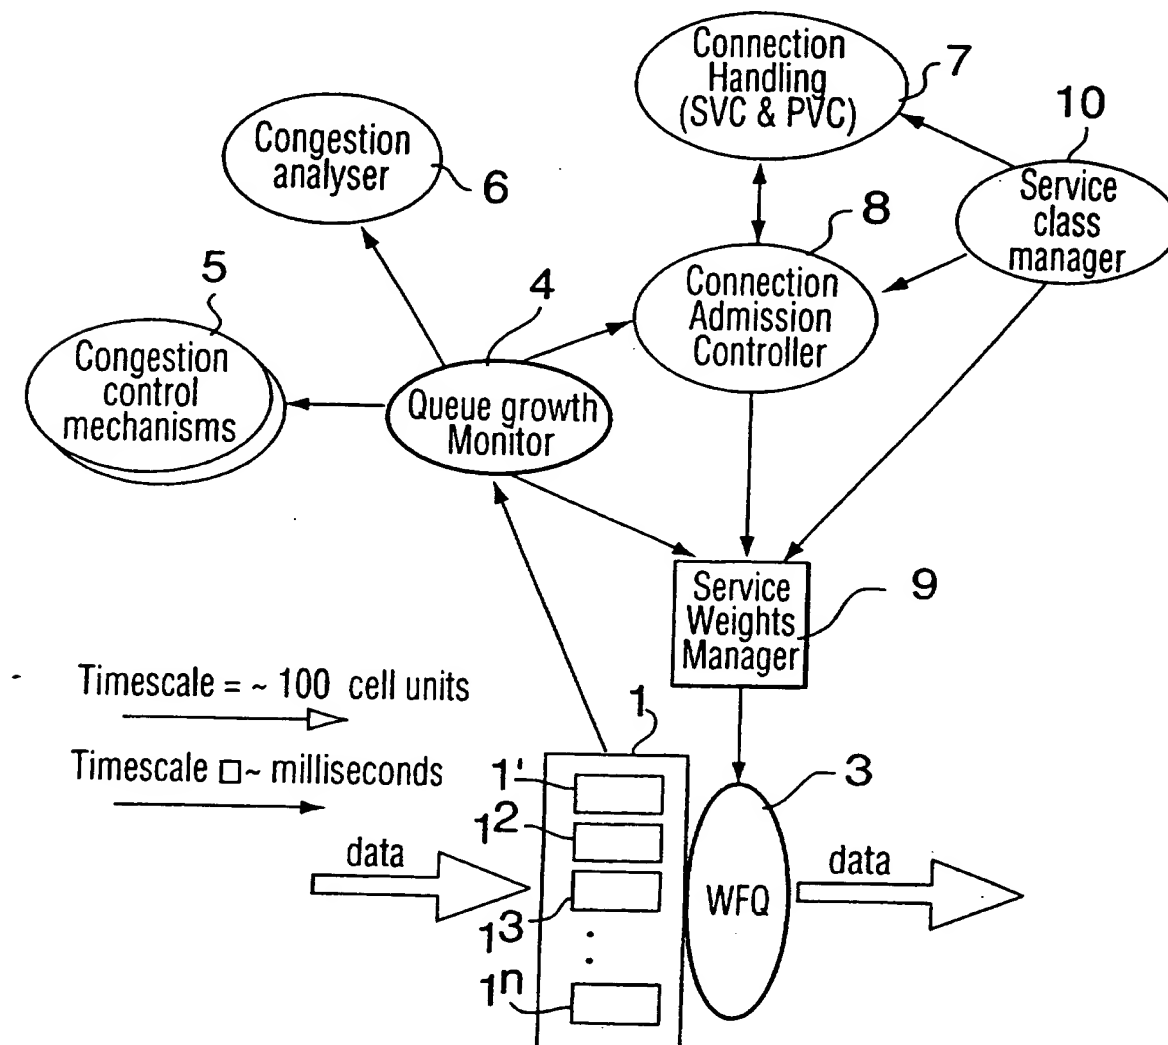 Connection
Handling
(SVC & PVC)
7
10
Congestion
analyser
6
Service
class
manager
8
5
4
Connection
Admission
Controller
Congestion
control
mechanisms
Queue growth
Monitor
Service
Weights
Manager
9
Timescale = ~ 100 cell units
Timescale □~ milliseconds
1
3
1'
1²
data
1³
WFQ
data
1ⁿ